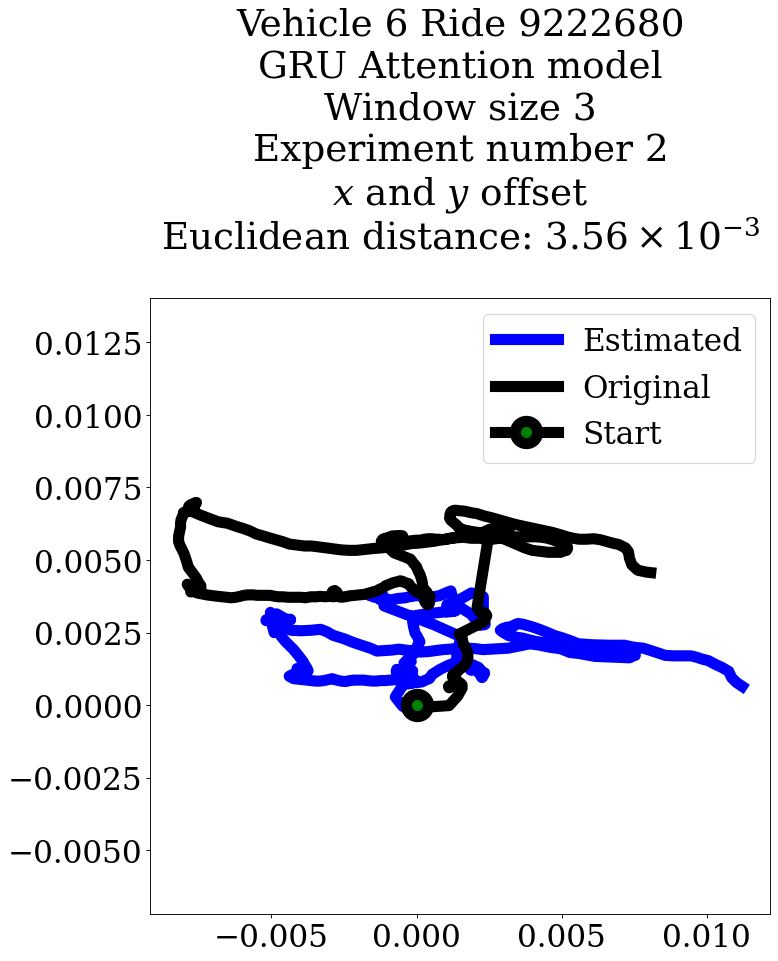 Vehicle 6 Ride 9222680
GRU Attention model
Window size 3
Experiment number 2
x and y offset
Euclidean distance: 3.56 × 10⁻³
Estimated
Original
Start
0.0125
0.0100
0.0075
0.0050
0.0025
0.0000
−0.0025
−0.0050
−0.005 0.000 0.005 0.010